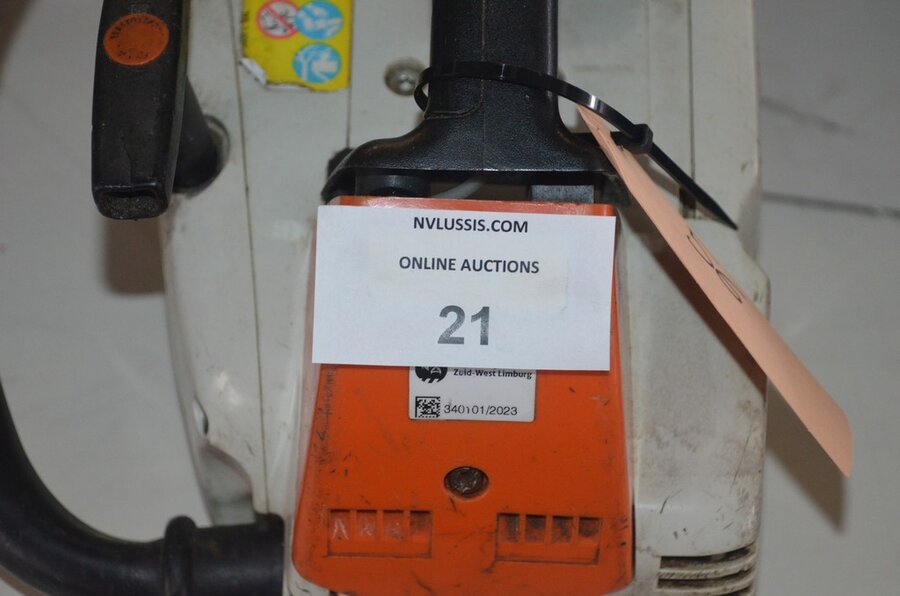 NVLUSSIS.COM
ONLINE AUCTIONS
21
Zuid-West Limburg
340101/2023